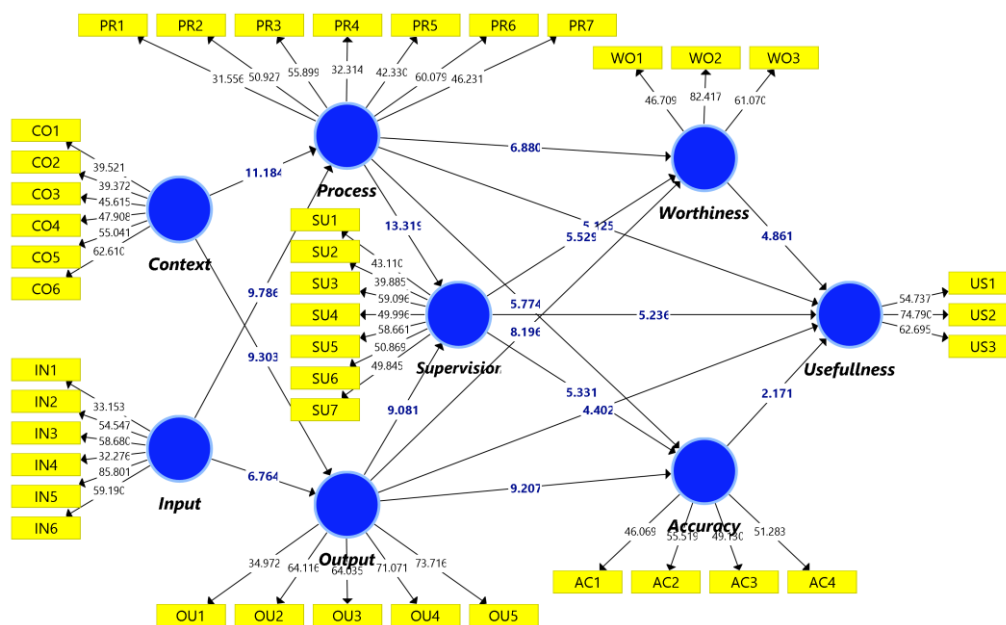 PR1 PR2 PR3 PR4 PR5 PR6 PR7
31.556 50.927 55.899 32.314 42.330 60.079 46.231
WO1 WO2 WO3
46.709 82.417 61.070
CO1
CO2
CO3
CO4
CO5
CO6
39.521
39.372
45.615
47.908
55.041
62.610
Context
11.184
Process
6.880
Worthiness
SU1
SU2
SU3
SU4
SU5
SU6
SU7
43.110
39.885
59.096
49.996
58.661
50.869
49.845
13.319
5.529
5.125
4.861
9.786
9.303
Supervision
5.774
8.196
5.236
US1
US2
US3
54.737
74.790
62.695
Usefullness
IN1
IN2
IN3
IN4
IN5
IN6
33.153
54.547
58.680
32.276
85.801
59.190
Input
6.764
9.081
5.331
4.402
2.171
9.207
Output
Accuracy
34.972 64.116 64.035 71.071 73.716
OU1 OU2 OU3 OU4 OU5
46.069 55.519 49.130 51.283
AC1 AC2 AC3 AC4